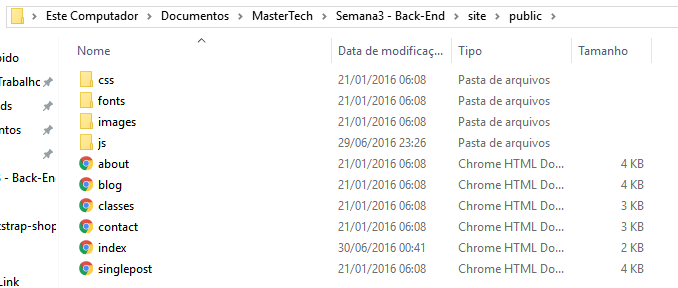 Este Computador > Documentos > MasterTech > Semana3 - Back-End > site > public >
Nome Data de modificaç... Tipo Tamanho
css 21/01/2016 06:08 Pasta de arquivos
fonts 21/01/2016 06:08 Pasta de arquivos
images 21/01/2016 06:08 Pasta de arquivos
js 29/06/2016 23:26 Pasta de arquivos
about 21/01/2016 06:08 Chrome HTML Do... 4 KB
blog 21/01/2016 06:08 Chrome HTML Do... 4 KB
classes 21/01/2016 06:08 Chrome HTML Do... 3 KB
contact 21/01/2016 06:08 Chrome HTML Do... 3 KB
index 30/06/2016 00:41 Chrome HTML Do... 2 KB
singlepost 21/01/2016 06:08 Chrome HTML Do... 4 KB
pido
Trabalho
ds
ntos
- Back-End
tstrap-shop
Link